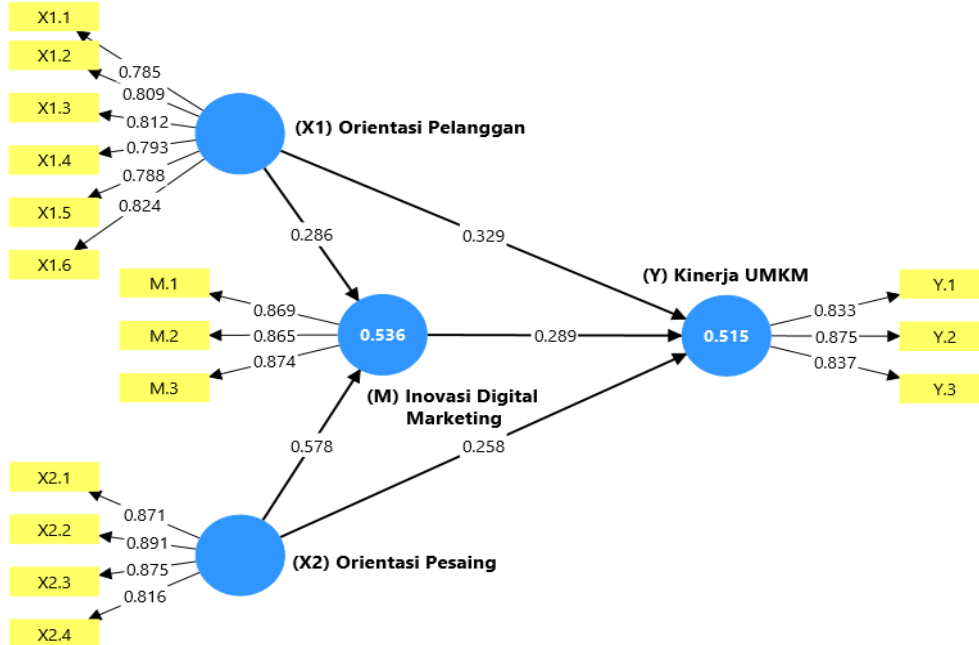 X1.1
X1.2
X1.3
X1.4
X1.5
X1.6
0.785
0.809
0.812
0.793
0.788
0.824
(X1) Orientasi Pelanggan
0.286
0.329
(Y) Kinerja UMKM
M.1
M.2
M.3
0.869
0.865
0.874
0.536
0.289
0.515
0.833
0.875
0.837
Y.1
Y.2
Y.3
(M) Inovasi Digital
Marketing
0.578
0.258
X2.1
X2.2
X2.3
X2.4
0.871
0.891
0.875
0.816
(X2) Orientasi Pesaing